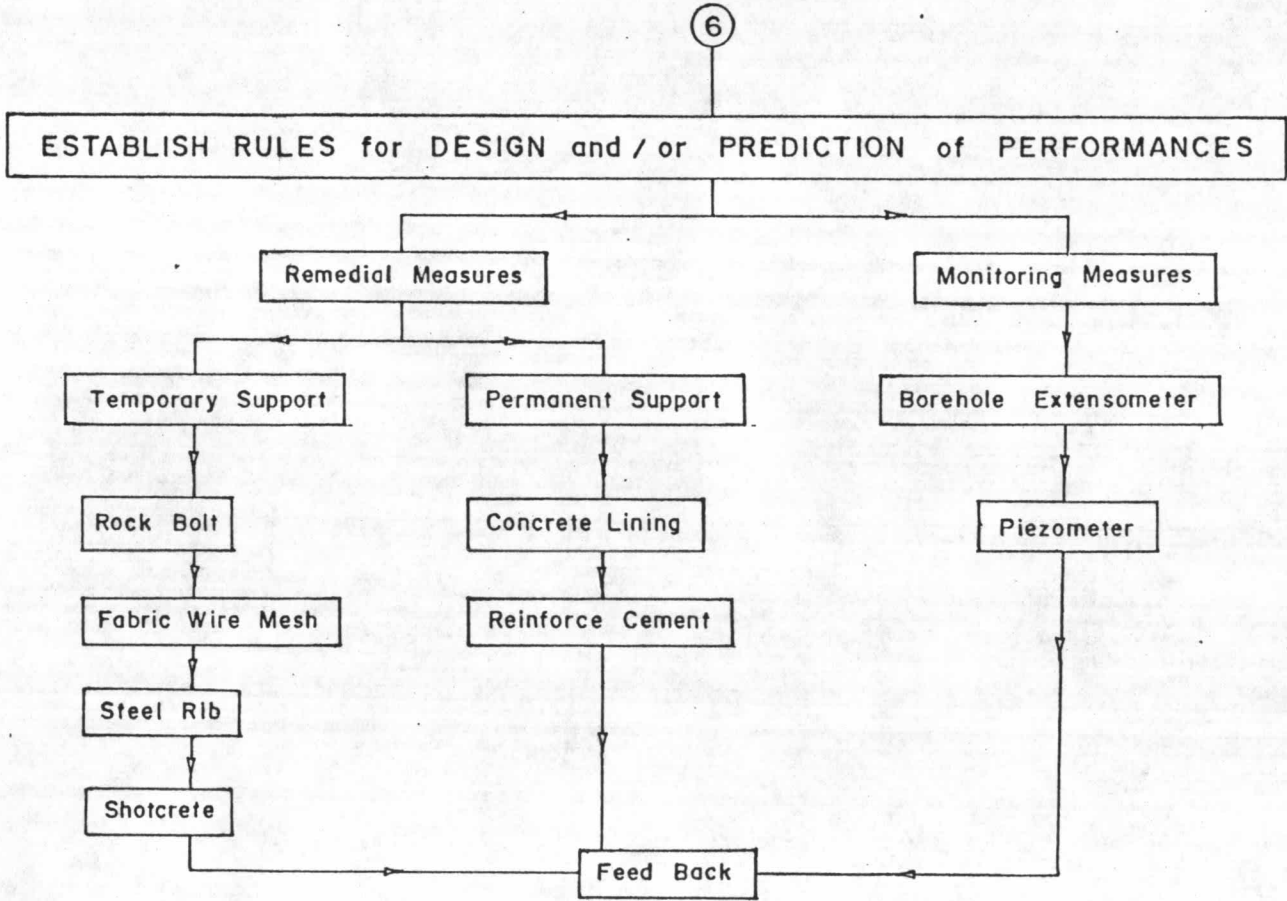 6
ESTABLISH RULES for DESIGN and / or PREDICTION of PERFORMANCES
Remedial Measures
Monitoring Measures
Temporary Support
Permanent Support
Borehole Extensometer
Rock Bolt
Concrete Lining
Piezometer
Fabric Wire Mesh
Reinforce Cement
Steel Rib
Shotcrete
Feed Back